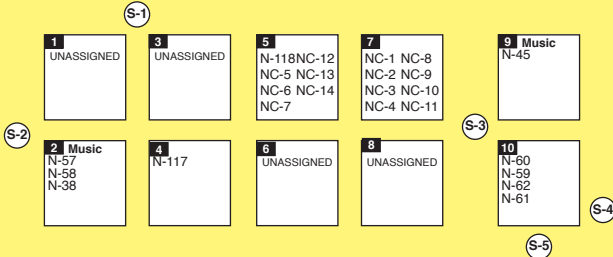 S-1
1
UNASSIGNED
3
UNASSIGNED
5
N-118 NC-12
NC-5 NC-13
NC-6 NC-14
NC-7
7
NC-1 NC-8
NC-2 NC-9
NC-3 NC-10
NC-4 NC-11
9 Music
N-45
S-2
S-3
2 Music
N-57
N-58
N-38
4
N-117
6
UNASSIGNED
8
UNASSIGNED
10
N-60
N-59
N-62
N-61
S-4
S-5